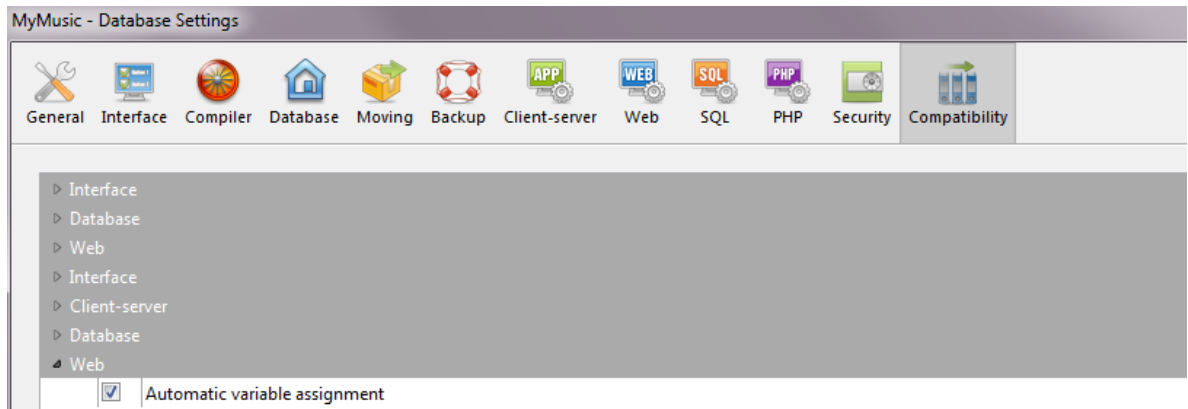 MyMusic - Database Settings
APP WEB SQL PHP
General Interface Compiler Database Moving Backup Client-server Web SQL PHP Security Compatibility
Interface
Database
Web
Interface
Client-server
Database
Web
Automatic variable assignment